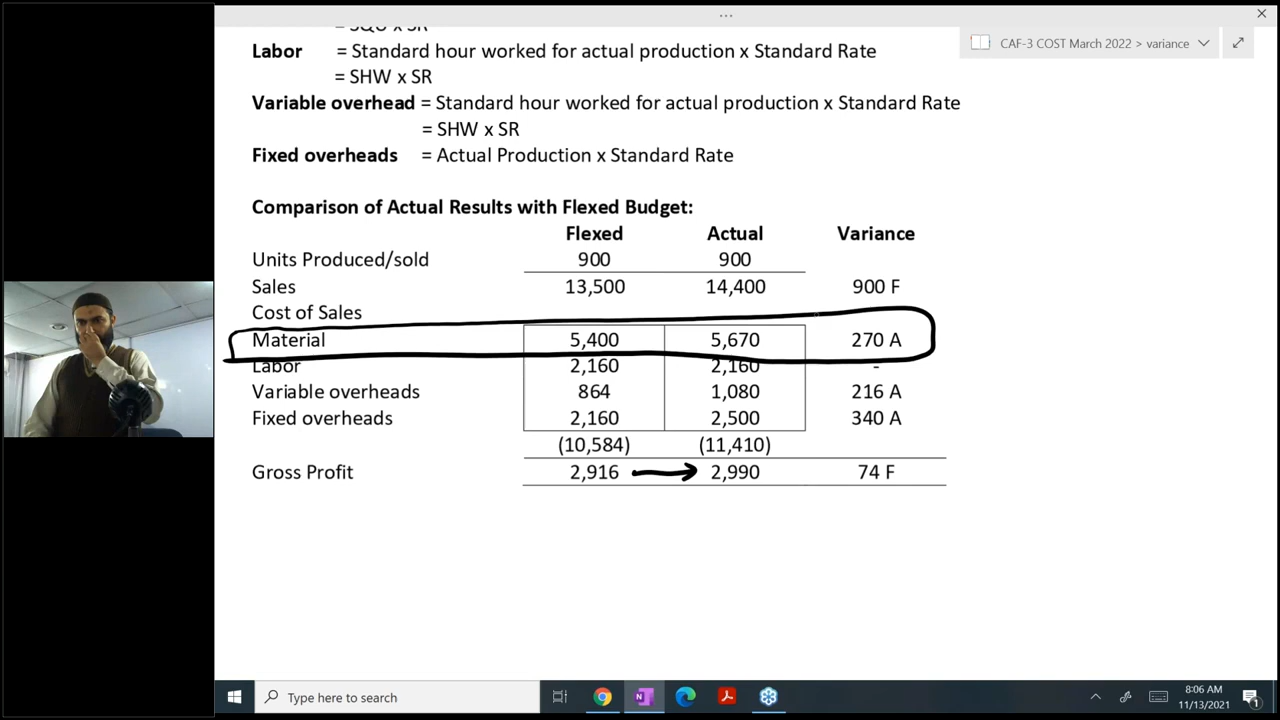 ...
CAF-3 COST March 2022 > variance
= SQU x SR
Labor = Standard hour worked for actual production x Standard Rate
= SHW x SR
Variable overhead = Standard hour worked for actual production x Standard Rate
= SHW x SR
Fixed overheads = Actual Production x Standard Rate
Comparison of Actual Results with Flexed Budget:
Flexed Actual Variance
Units Produced/sold 900 900
Sales 13,500 14,400 900 F
Cost of Sales
Material 5,400 5,670 270 A
Labor 2,160 2,160 -
Variable overheads 864 1,080 216 A
Fixed overheads 2,160 2,500 340 A
(10,584) (11,410)
Gross Profit 2,916 2,990 74 F
Type here to search
8:06 AM
11/13/2021
1